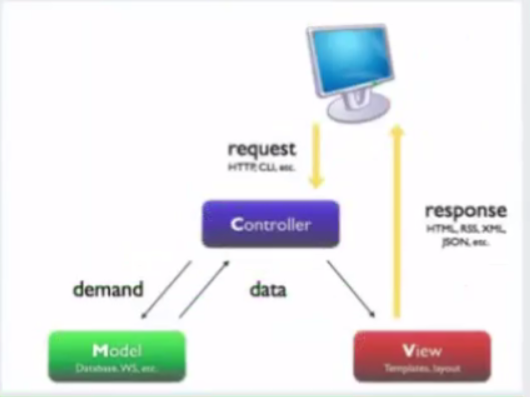 request
HTTP, CLI, etc.
Controller
response
HTML, RSS, XML,
JSON, etc.
demand
data
Model
Database, WS, etc.
View
Templates, layout